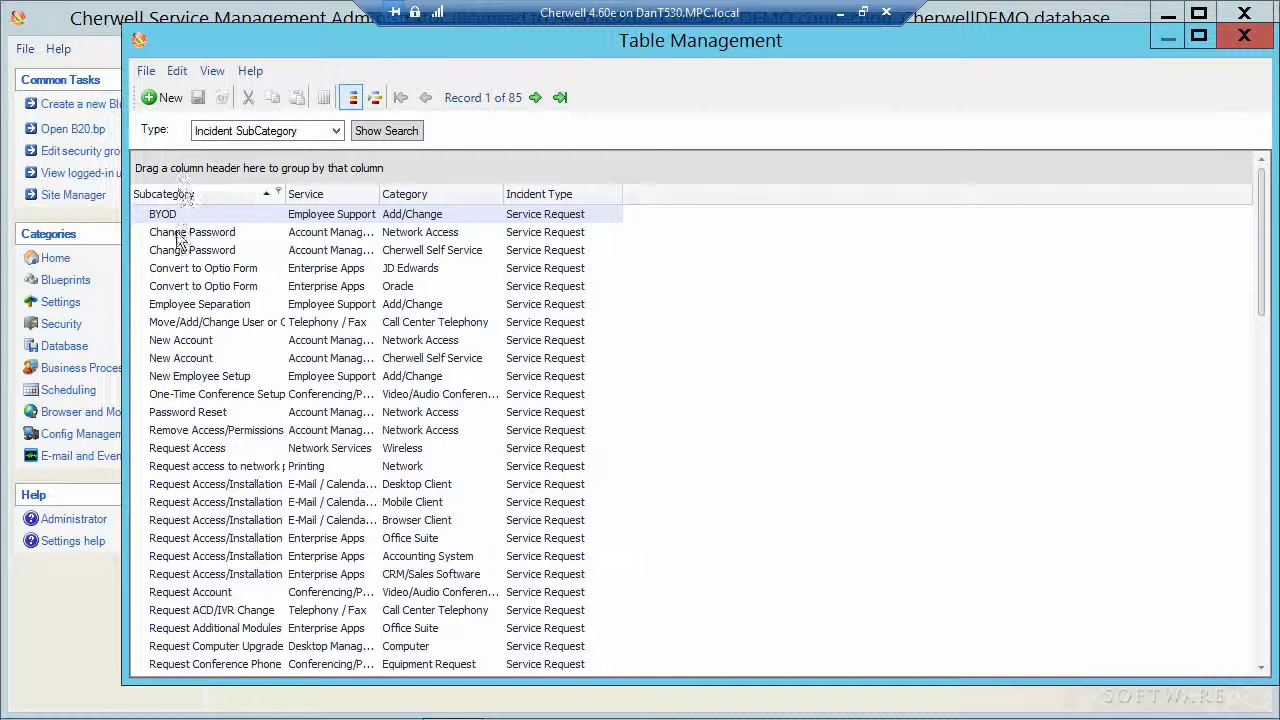 Cherwell Service Management Admini
CherwellDEMO database
Cherwell 4.60e on DanT530.MPC.local
File Help
Common Tasks
Create a new Blu
Open B20.bp
Edit security gro
View logged-in u
Site Manager
Categories
Home
Blueprints
Settings
Security
Database
Business Proce
Scheduling
Browser and Mo
Config Managem
E-mail and Even
Help
Administrator
Settings help
Table Management
File Edit View Help
New Record 1 of 85
Type: Incident SubCategory Show Search
Drag a column header here to group by that column
Subcategory Service Category Incident Type
BYOD Employee Support Add/Change Service Request
Change Password Account Manag... Network Access Service Request
Change Password Account Manag... Cherwell Self Service Service Request
Convert to Optio Form Enterprise Apps JD Edwards Service Request
Convert to Optio Form Enterprise Apps Oracle Service Request
Employee Separation Employee Support Add/Change Service Request
Move/Add/Change User or C Telephony / Fax Call Center Telephony Service Request
New Account Account Manag... Network Access Service Request
New Account Account Manag... Cherwell Self Service Service Request
New Employee Setup Employee Support Add/Change Service Request
One-Time Conference Setup Conferencing/P... Video/Audio Conferen... Service Request
Password Reset Account Manag... Network Access Service Request
Remove Access/Permissions Account Manag... Network Access Service Request
Request Access Network Services Wireless Service Request
Request access to network p Printing Network Service Request
Request Access/Installation E-Mail / Calenda... Desktop Client Service Request
Request Access/Installation E-Mail / Calenda... Mobile Client Service Request
Request Access/Installation E-Mail / Calenda... Browser Client Service Request
Request Access/Installation Enterprise Apps Office Suite Service Request
Request Access/Installation Enterprise Apps Accounting System Service Request
Request Access/Installation Enterprise Apps CRM/Sales Software Service Request
Request Account Conferencing/P... Video/Audio Conferen... Service Request
Request ACD/IVR Change Telephony / Fax Call Center Telephony Service Request
Request Additional Modules Enterprise Apps Office Suite Service Request
Request Computer Upgrade Desktop Manag... Computer Service Request
Request Conference Phone Conferencing/P... Equipment Request Service Request
SOFTWARE